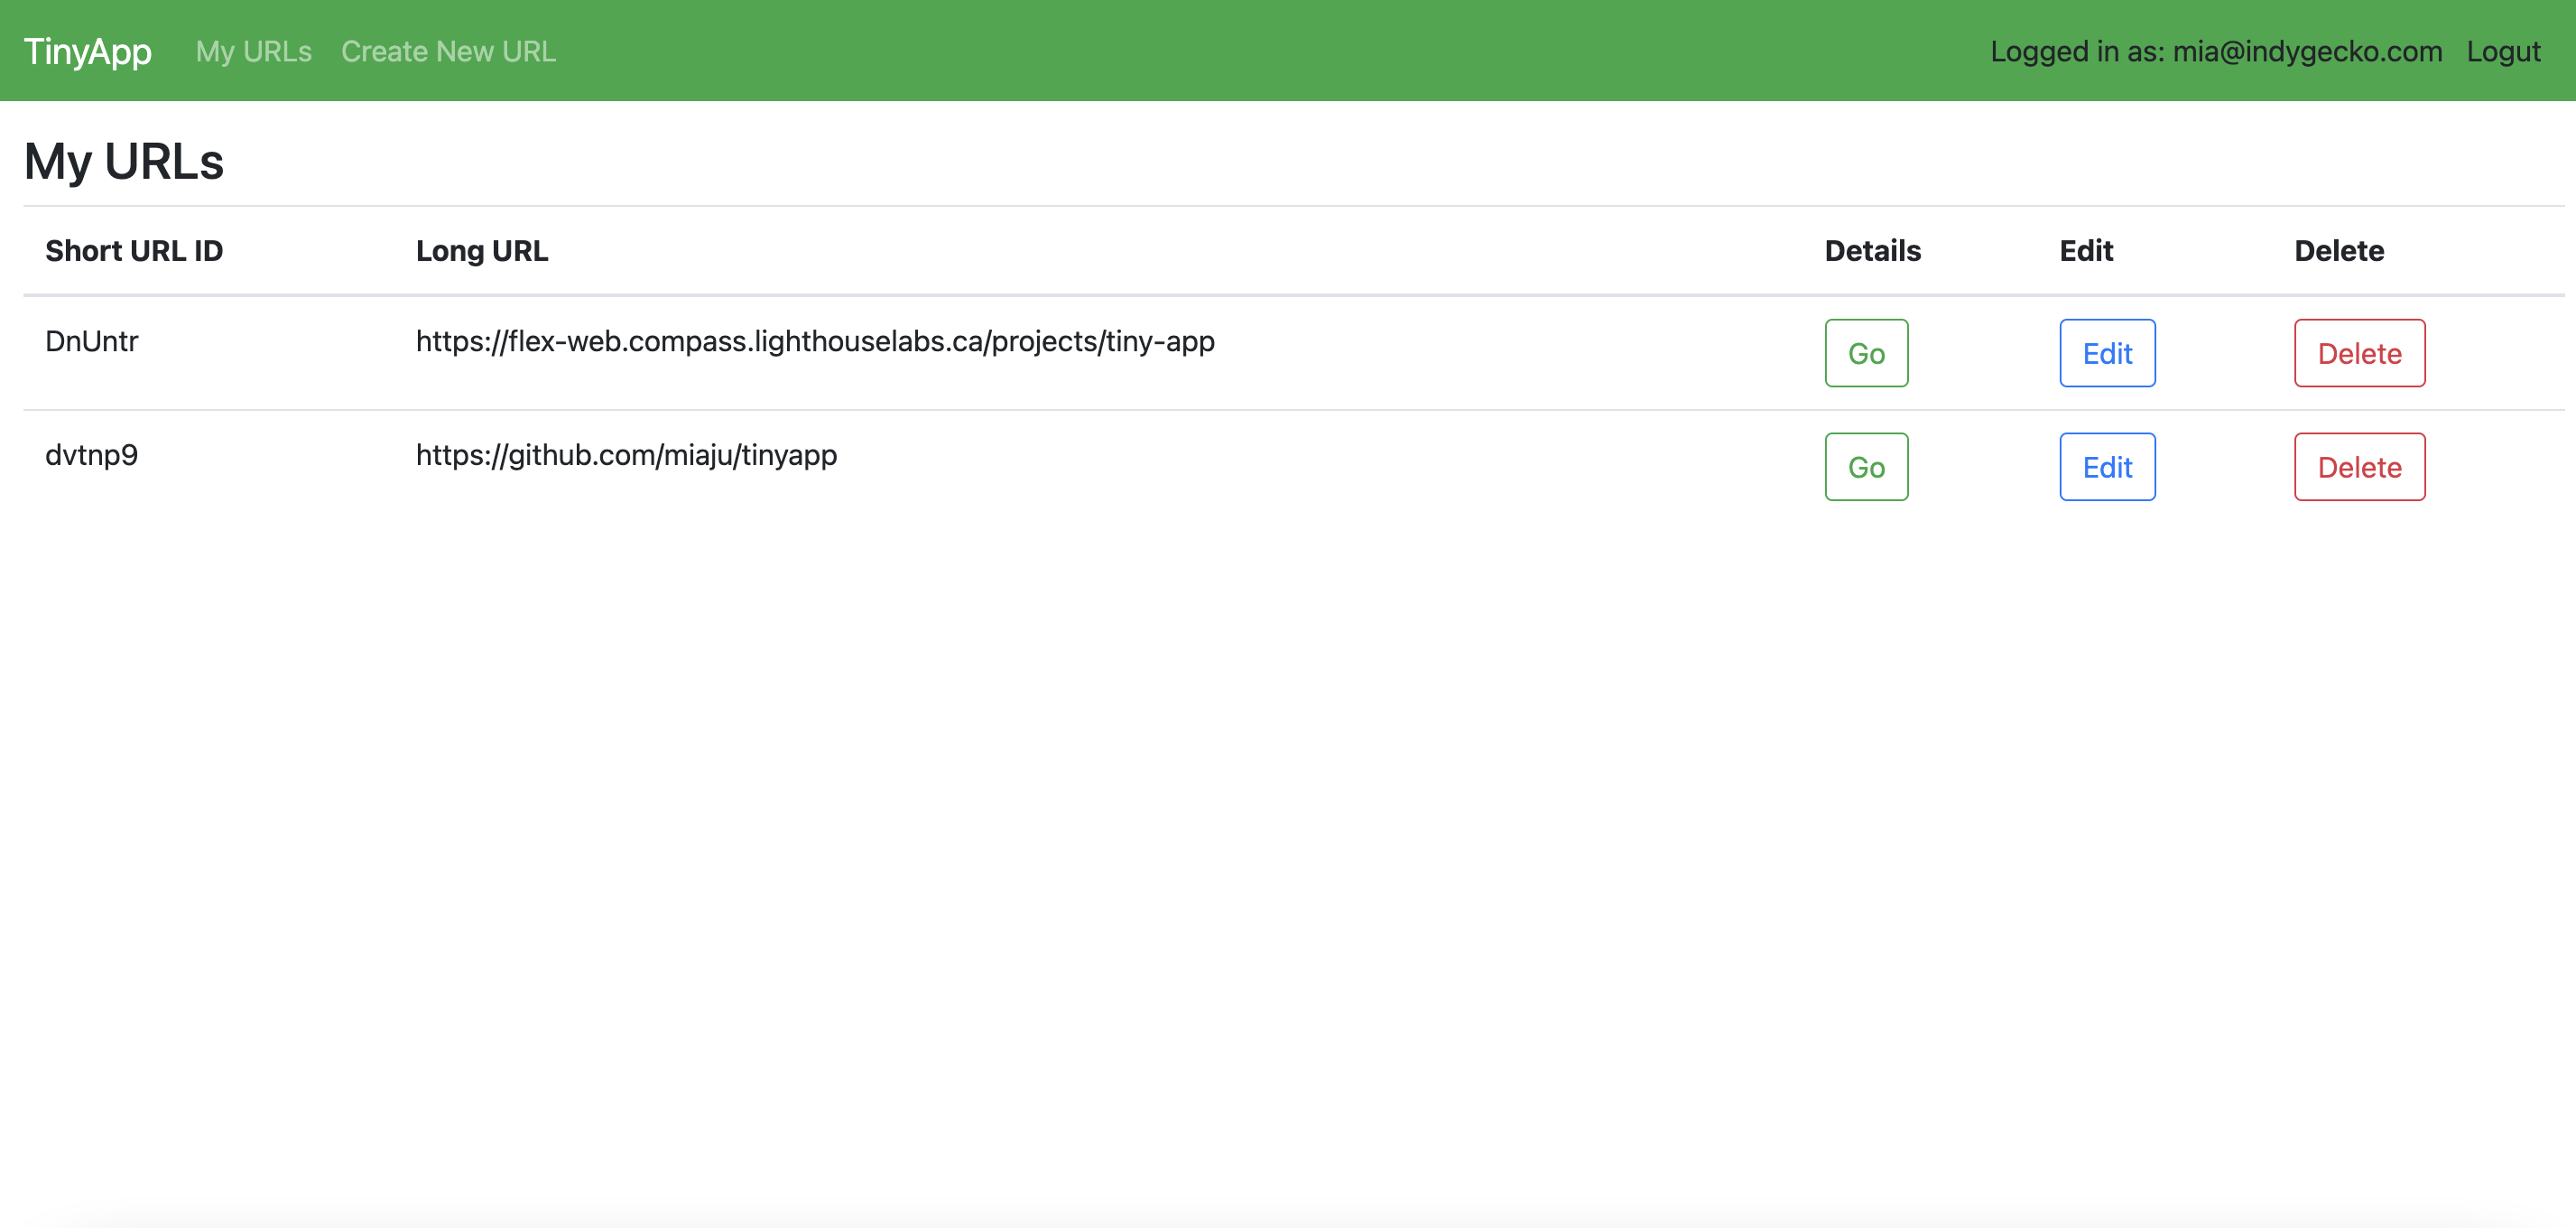 TinyApp My URLs Create New URL Logged in as: mia@indygecko.com Logut
My URLs
Short URL ID Long URL Details Edit Delete
DnUntr https://flex-web.compass.lighthouselabs.ca/projects/tiny-app Go Edit Delete
dvtnp9 https://github.com/miaju/tinyapp Go Edit Delete